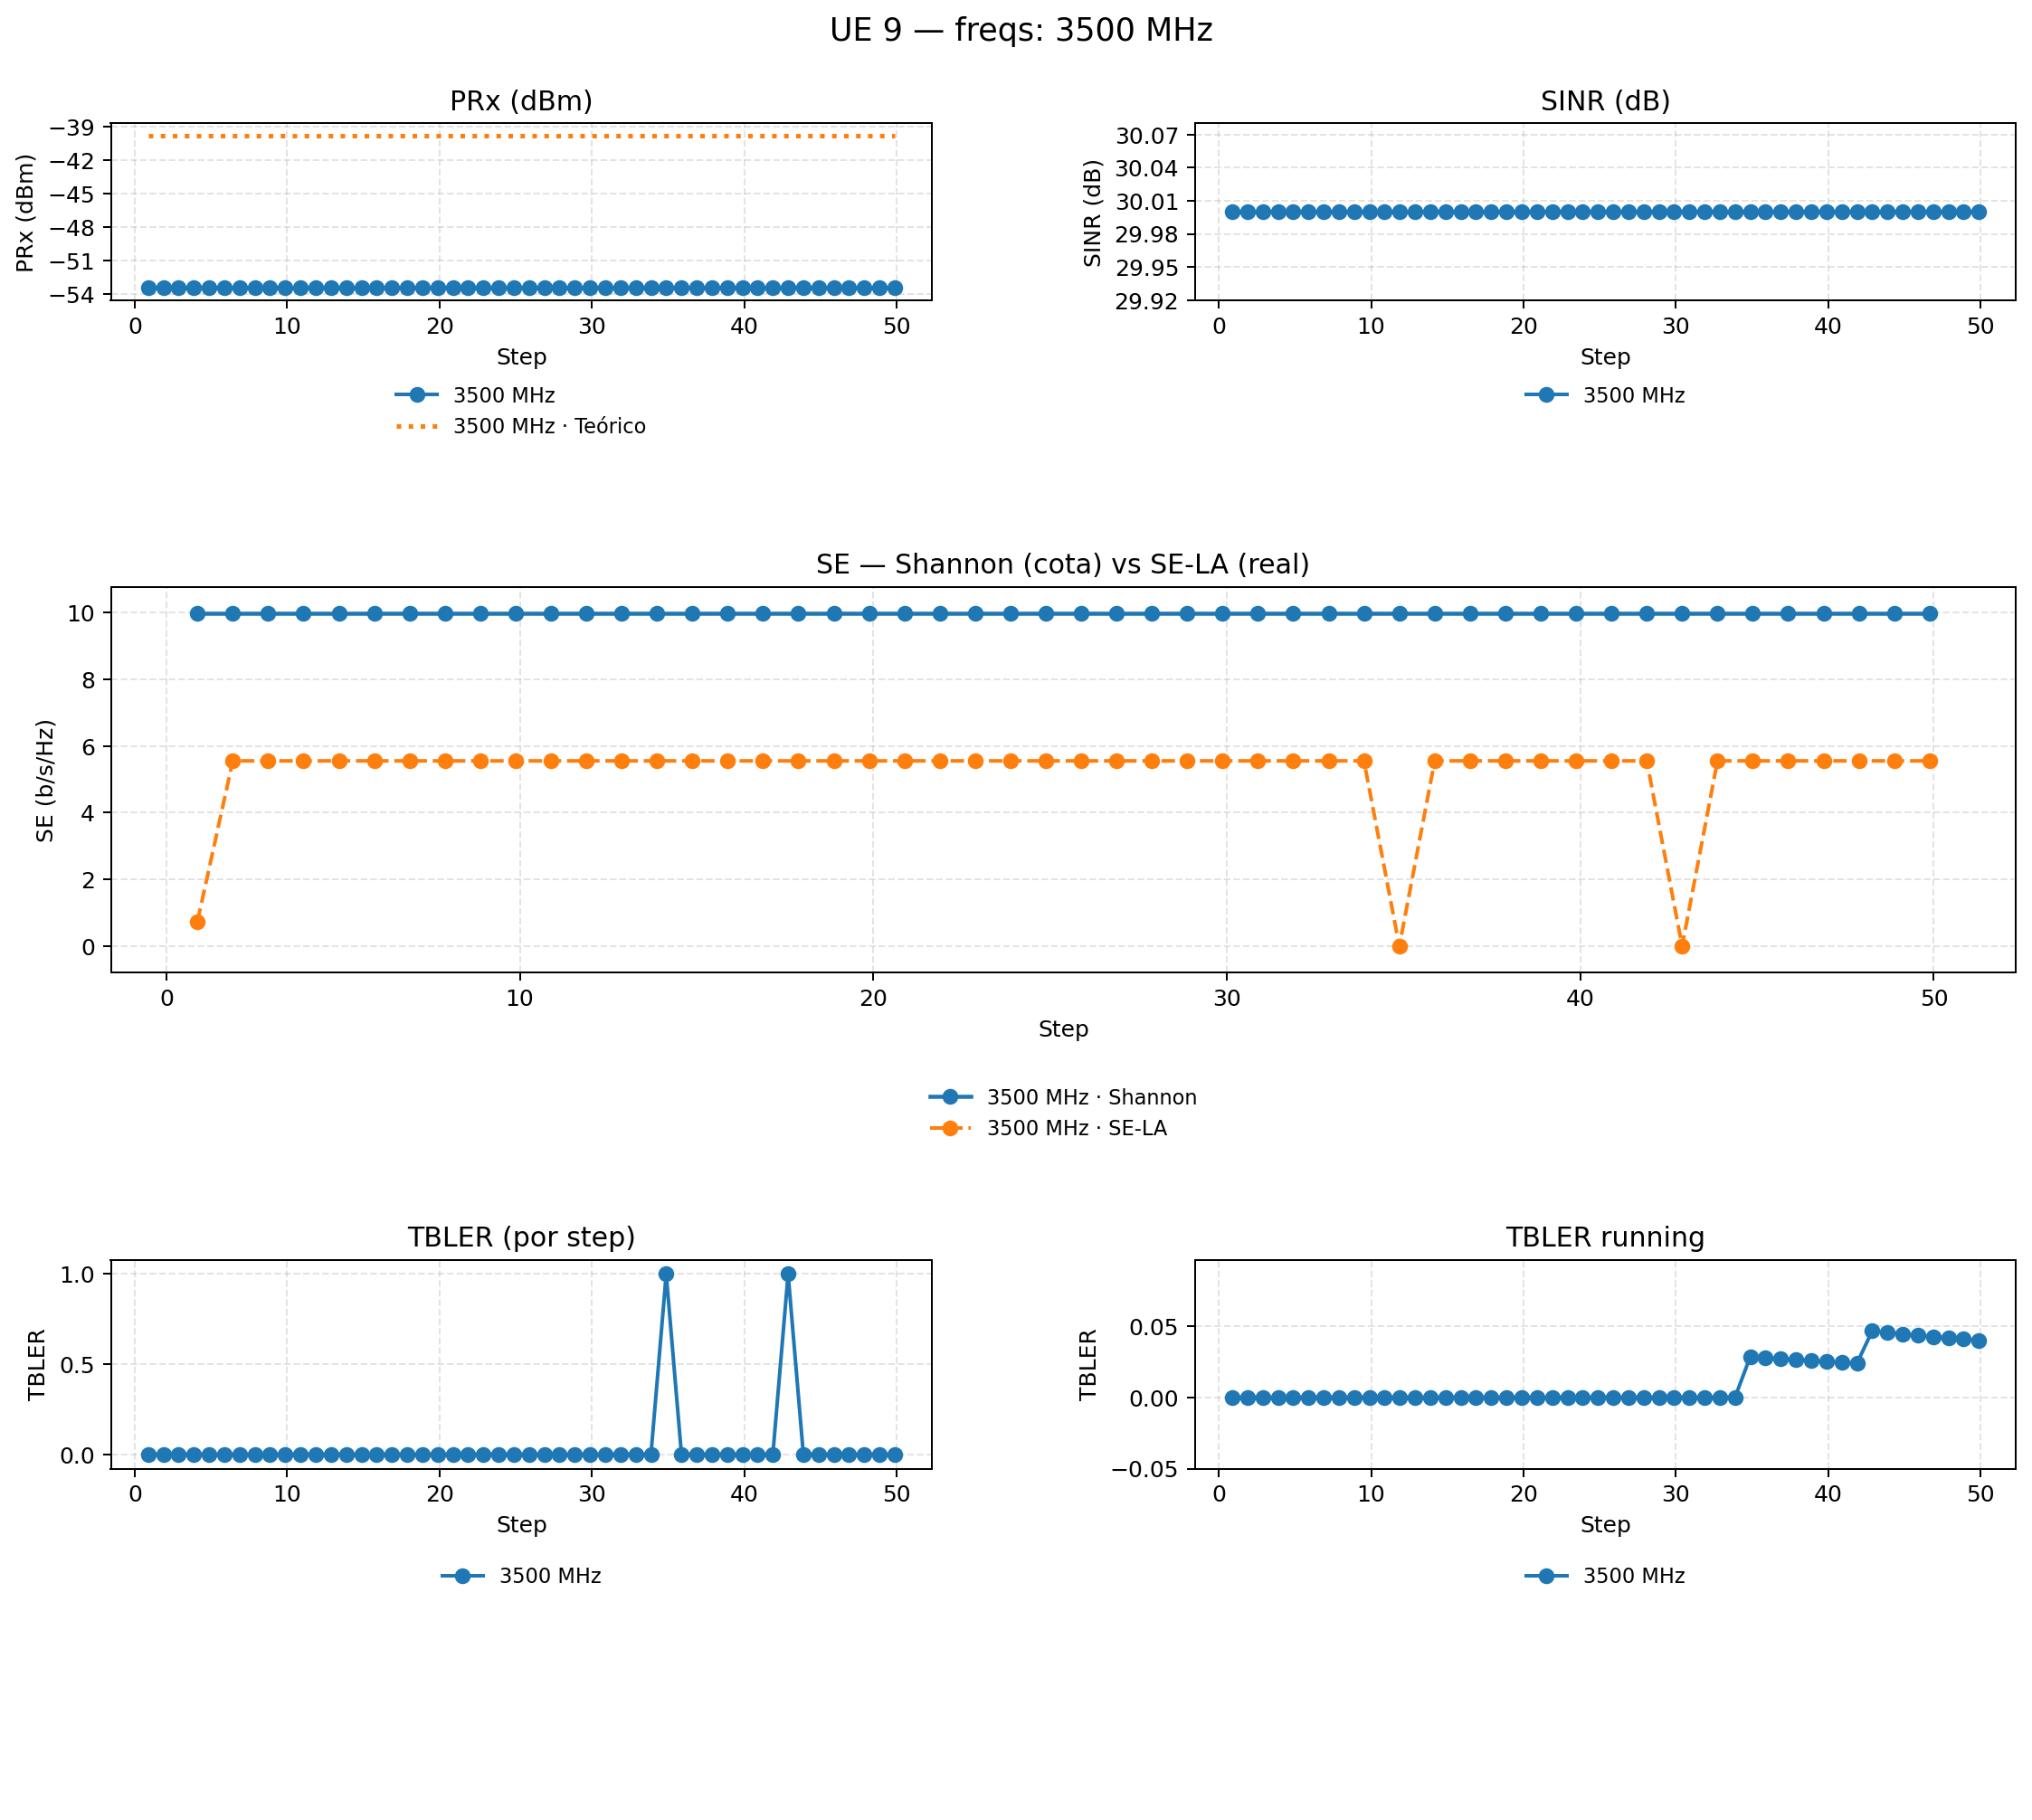 UE 9 — freqs: 3500 MHz
PRx (dBm)
PRx (dBm)
−39
−42
−45
−48
−51
−54
0 10 20 30 40 50
Step
3500 MHz
3500 MHz · Teórico
SINR (dB)
SINR (dB)
30.07
30.04
30.01
29.98
29.95
29.92
0 10 20 30 40 50
Step
3500 MHz
SE — Shannon (cota) vs SE-LA (real)
SE (b/s/Hz)
10
8
6
4
2
0
0 10 20 30 40 50
Step
3500 MHz · Shannon
3500 MHz · SE-LA
TBLER (por step)
TBLER
1.0
0.5
0.0
0 10 20 30 40 50
Step
3500 MHz
TBLER running
TBLER
0.05
0.00
−0.05
0 10 20 30 40 50
Step
3500 MHz